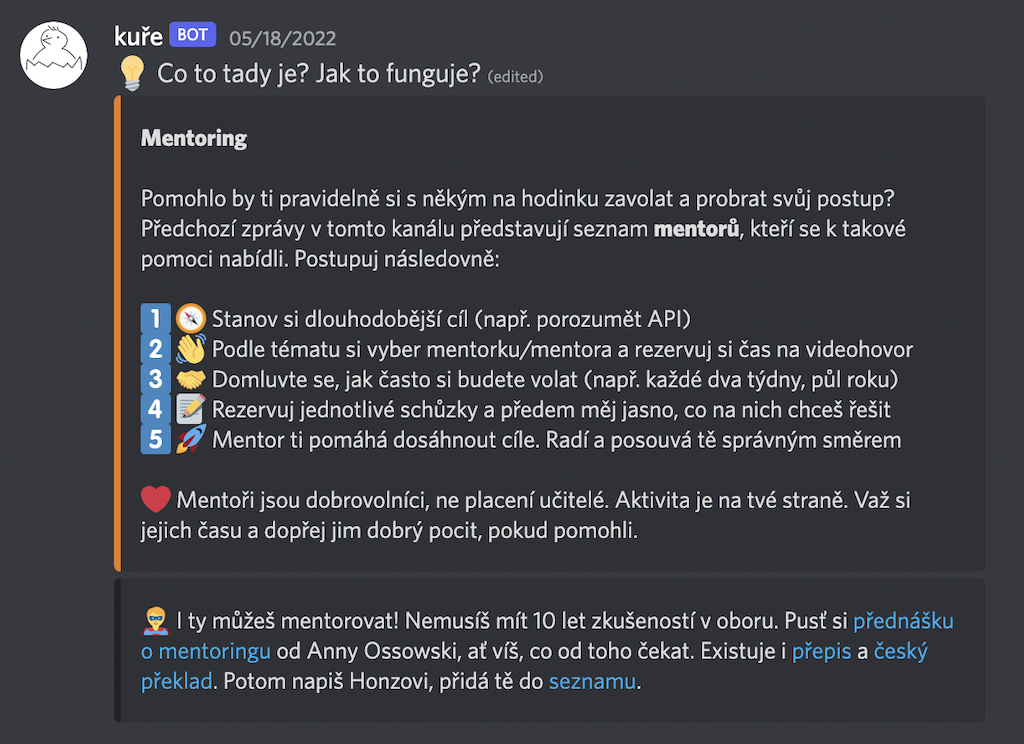 kuře BOT 05/18/2022
💡 Co to tady je? Jak to funguje? (edited)
Mentoring
Pomohlo by ti pravidelně si s někým na hodinku zavolat a probrat svůj postup?
Předchozí zprávy v tomto kanálu představují seznam mentorů, kteří se k takové
pomoci nabídli. Postupuj následovně:
1 🧭 Stanov si dlouhodobější cíl (např. porozumět API)
2 👋 Podle tématu si vyber mentorku/mentora a rezervuj si čas na videohovor
3 🤝 Domluvte se, jak často si budete volat (např. každé dva týdny, půl roku)
4 📝 Rezervuj jednotlivé schůzky a předem měj jasno, co na nich chceš řešit
5 🚀 Mentor ti pomáhá dosáhnout cíle. Radí a posouvá tě správným směrem
❤️ Mentoři jsou dobrovolníci, ne placení učitelé. Aktivita je na tvé straně. Važ si
jejich času a dopřej jim dobrý pocit, pokud pomohli.
🦸 I ty můžeš mentorovat! Nemusíš mít 10 let zkušeností v oboru. Pusť si přednášku
o mentoringu od Anny Ossowski, ať víš, co od toho čekat. Existuje i přepis a český
překlad. Potom napiš Honzovi, přidá tě do seznamu.